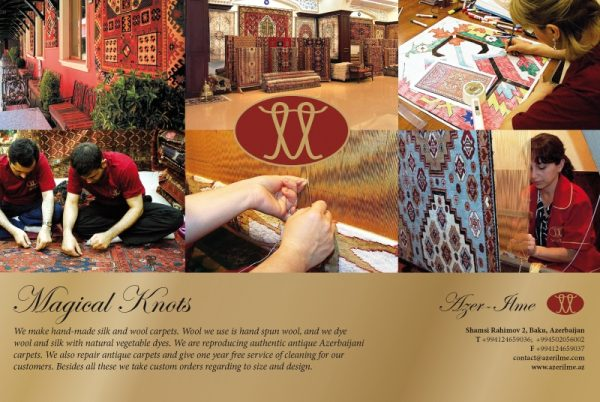 Magical Knots
We make hand-made silk and wool carpets. Wool we use is hand spun wool, and we dye
wool and silk with natural vegetable dyes. We are reproducing authentic antique Azerbaijani
carpets. We also repair antique carpets and give one year free service of cleaning for our
customers. Besides all these we take custom orders regarding to size and design.
Azer-Ilme
Shamsi Rahimov 2, Baku, Azerbaijan
T +994124659036; +994502056002
F +994124659037
contact@azerilme.com
www.azerilme.az